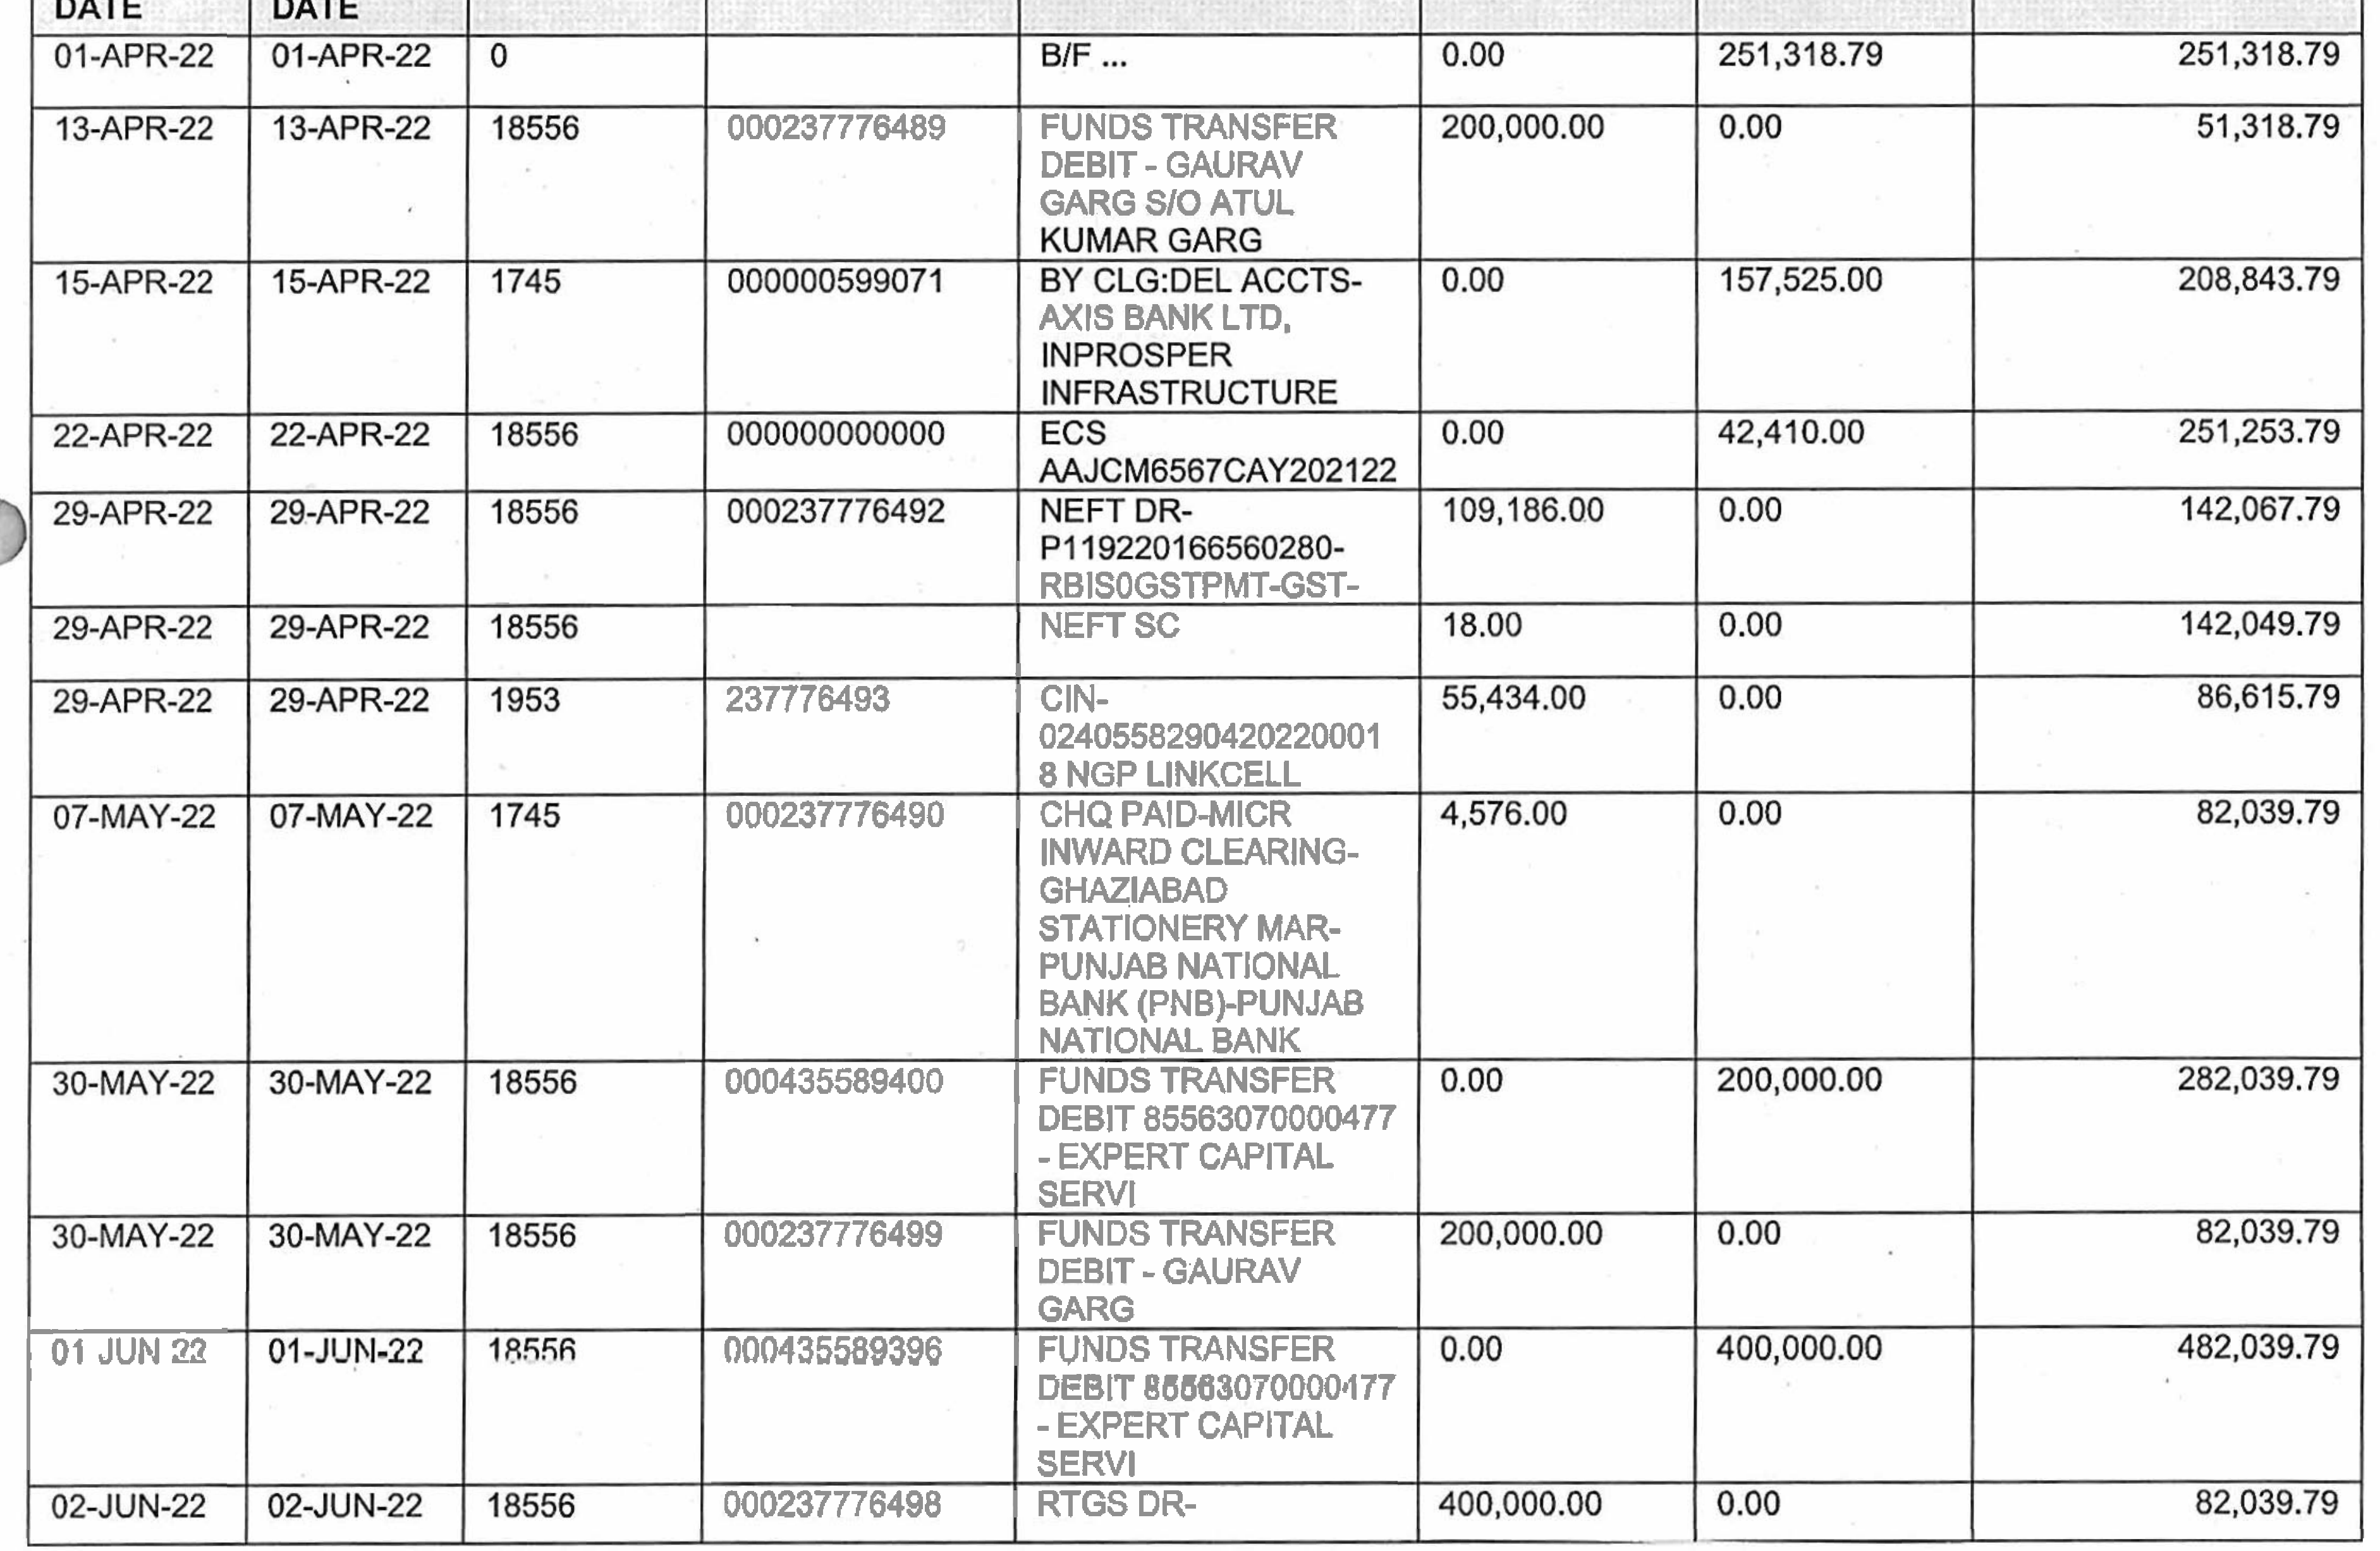 DATE DATE
01-APR-22 01-APR-22 0 B/F ... 0.00 251,318.79 251,318.79
13-APR-22 13-APR-22 18556 000237776489 FUNDS TRANSFER 200,000.00 0.00 51,318.79
DEBIT - GAURAV
GARG S/O ATUL
KUMAR GARG
15-APR-22 15-APR-22 1745 000000599071 BY CLG:DEL ACCTS- 0.00 157,525.00 208,843.79
AXIS BANK LTD,
INPROSPER
INFRASTRUCTURE
22-APR-22 22-APR-22 18556 000000000000 ECS 0.00 42,410.00 251,253.79
AAJCM6567CAY202122
29-APR-22 29-APR-22 18556 000237776492 NEFT DR- 109,186.00 0.00 142,067.79
P119220166560280-
RBIS0GSTPMT-GST-
29-APR-22 29-APR-22 18556 NEFT SC 18.00 0.00 142,049.79
29-APR-22 29-APR-22 1953 237776493 CIN- 55,434.00 0.00 86,615.79
0240558290420220001
8 NGP LINKCELL
07-MAY-22 07-MAY-22 1745 000237776490 CHQ PAID-MICR 4,576.00 0.00 82,039.79
INWARD CLEARING-
GHAZIABAD
STATIONERY MAR-
PUNJAB NATIONAL
BANK (PNB)-PUNJAB
NATIONAL BANK
30-MAY-22 30-MAY-22 18556 000435589400 FUNDS TRANSFER 0.00 200,000.00 282,039.79
DEBIT 85563070000477
- EXPERT CAPITAL
SERVI
30-MAY-22 30-MAY-22 18556 000237776499 FUNDS TRANSFER 200,000.00 0.00 82,039.79
DEBIT - GAURAV
GARG
01 JUN 22 01-JUN-22 18556 000435589396 FUNDS TRANSFER 0.00 400,000.00 482,039.79
DEBIT 85563070000477
- EXPERT CAPITAL
SERVI
02-JUN-22 02-JUN-22 18556 000237776498 RTGS DR- 400,000.00 0.00 82,039.79